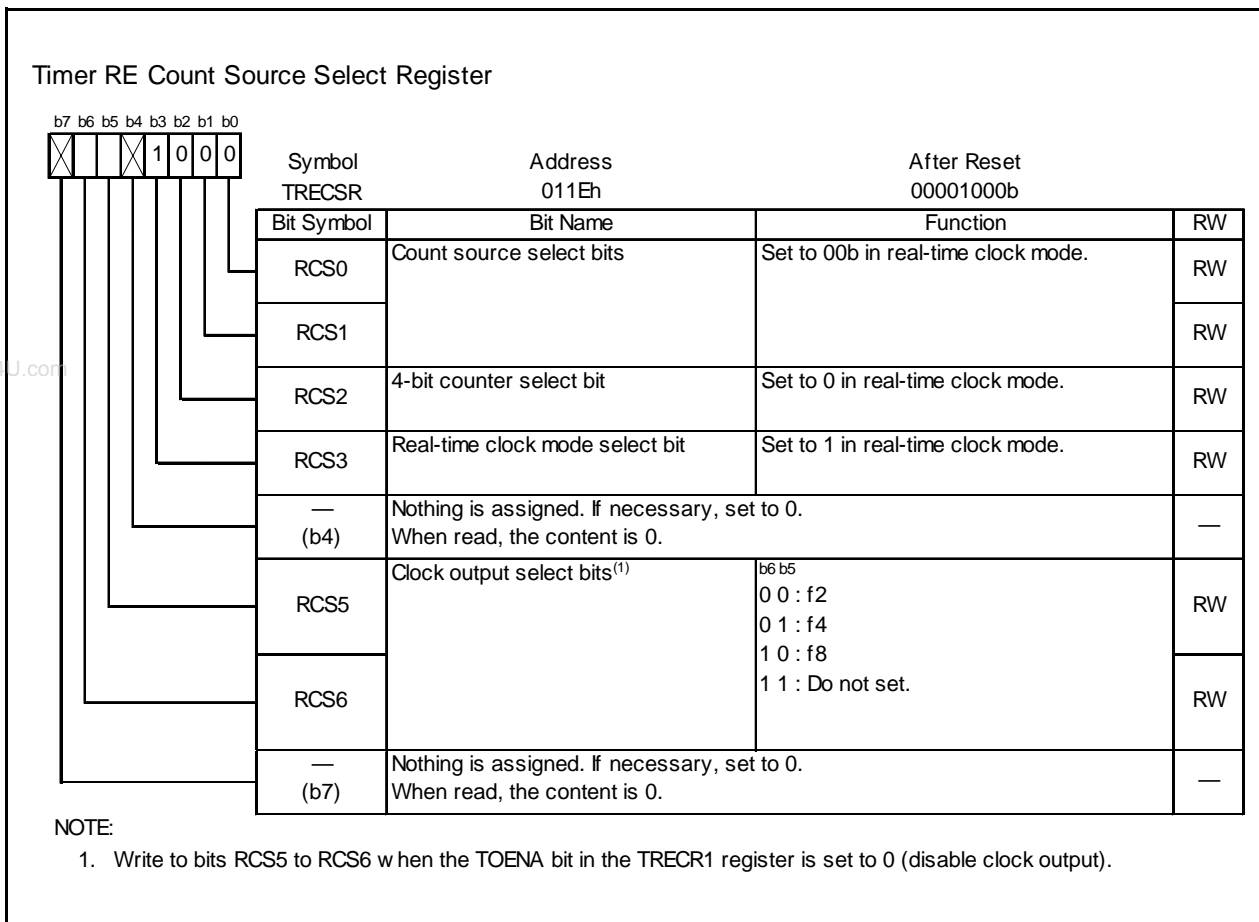 Timer RE Count Source Select Register
b7 b6 b5 b4 b3 b2 b1 b0
1 0 0 0
Symbol Address After Reset
TRECSR 011Eh 00001000b
Bit Symbol Bit Name Function RW
RCS0 Count source select bits Set to 00b in real-time clock mode. RW
RCS1 RW
4U.com
RCS2 4-bit counter select bit Set to 0 in real-time clock mode. RW
RCS3 Real-time clock mode select bit Set to 1 in real-time clock mode. RW
— Nothing is assigned. If necessary, set to 0. —
(b4) When read, the content is 0.
RCS5 Clock output select bits(1) b6 b5 RW
0 0 : f2
0 1 : f4
1 0 : f8
RCS6 1 1 : Do not set. RW
— Nothing is assigned. If necessary, set to 0. —
(b7) When read, the content is 0.
NOTE:
1. Write to bits RCS5 to RCS6 when the TOENA bit in the TRECR1 register is set to 0 (disable clock output).